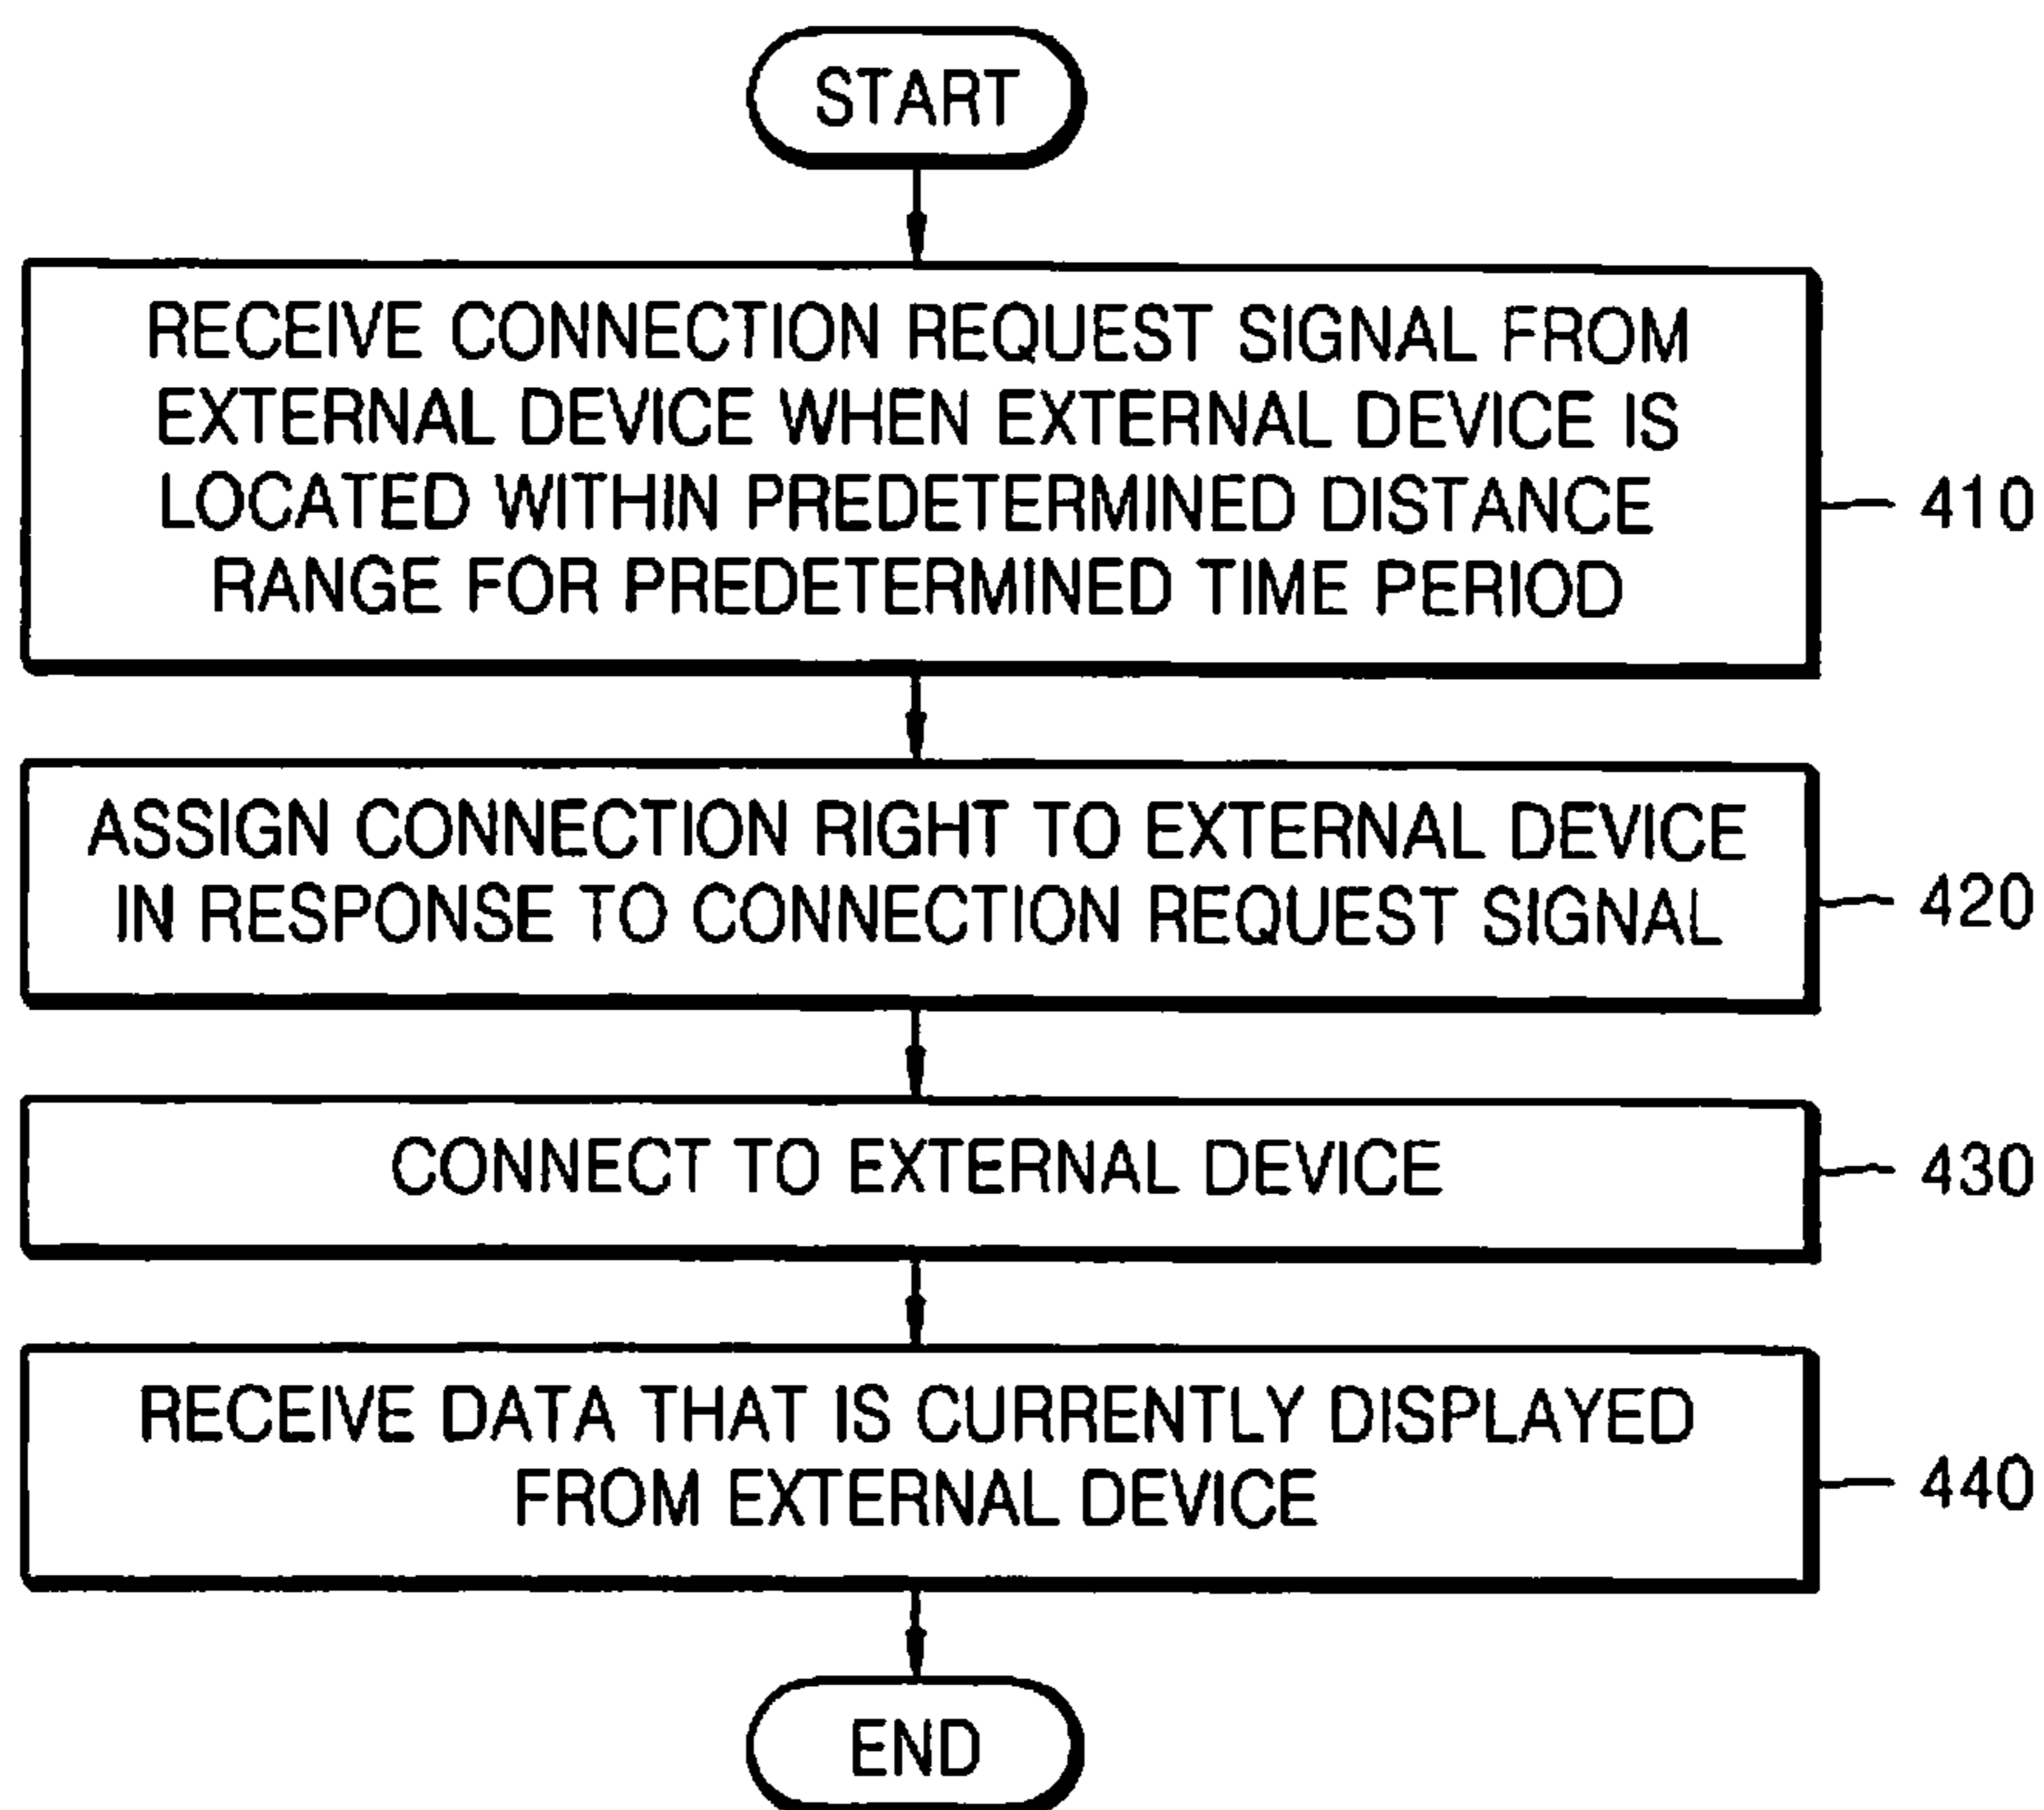 START
RECEIVE CONNECTION REQUEST SIGNAL FROM
EXTERNAL DEVICE WHEN EXTERNAL DEVICE IS
LOCATED WITHIN PREDETERMINED DISTANCE
RANGE FOR PREDETERMINED TIME PERIOD
410
ASSIGN CONNECTION RIGHT TO EXTERNAL DEVICE
IN RESPONSE TO CONNECTION REQUEST SIGNAL
420
CONNECT TO EXTERNAL DEVICE
430
RECEIVE DATA THAT IS CURRENTLY DISPLAYED
FROM EXTERNAL DEVICE
440
END